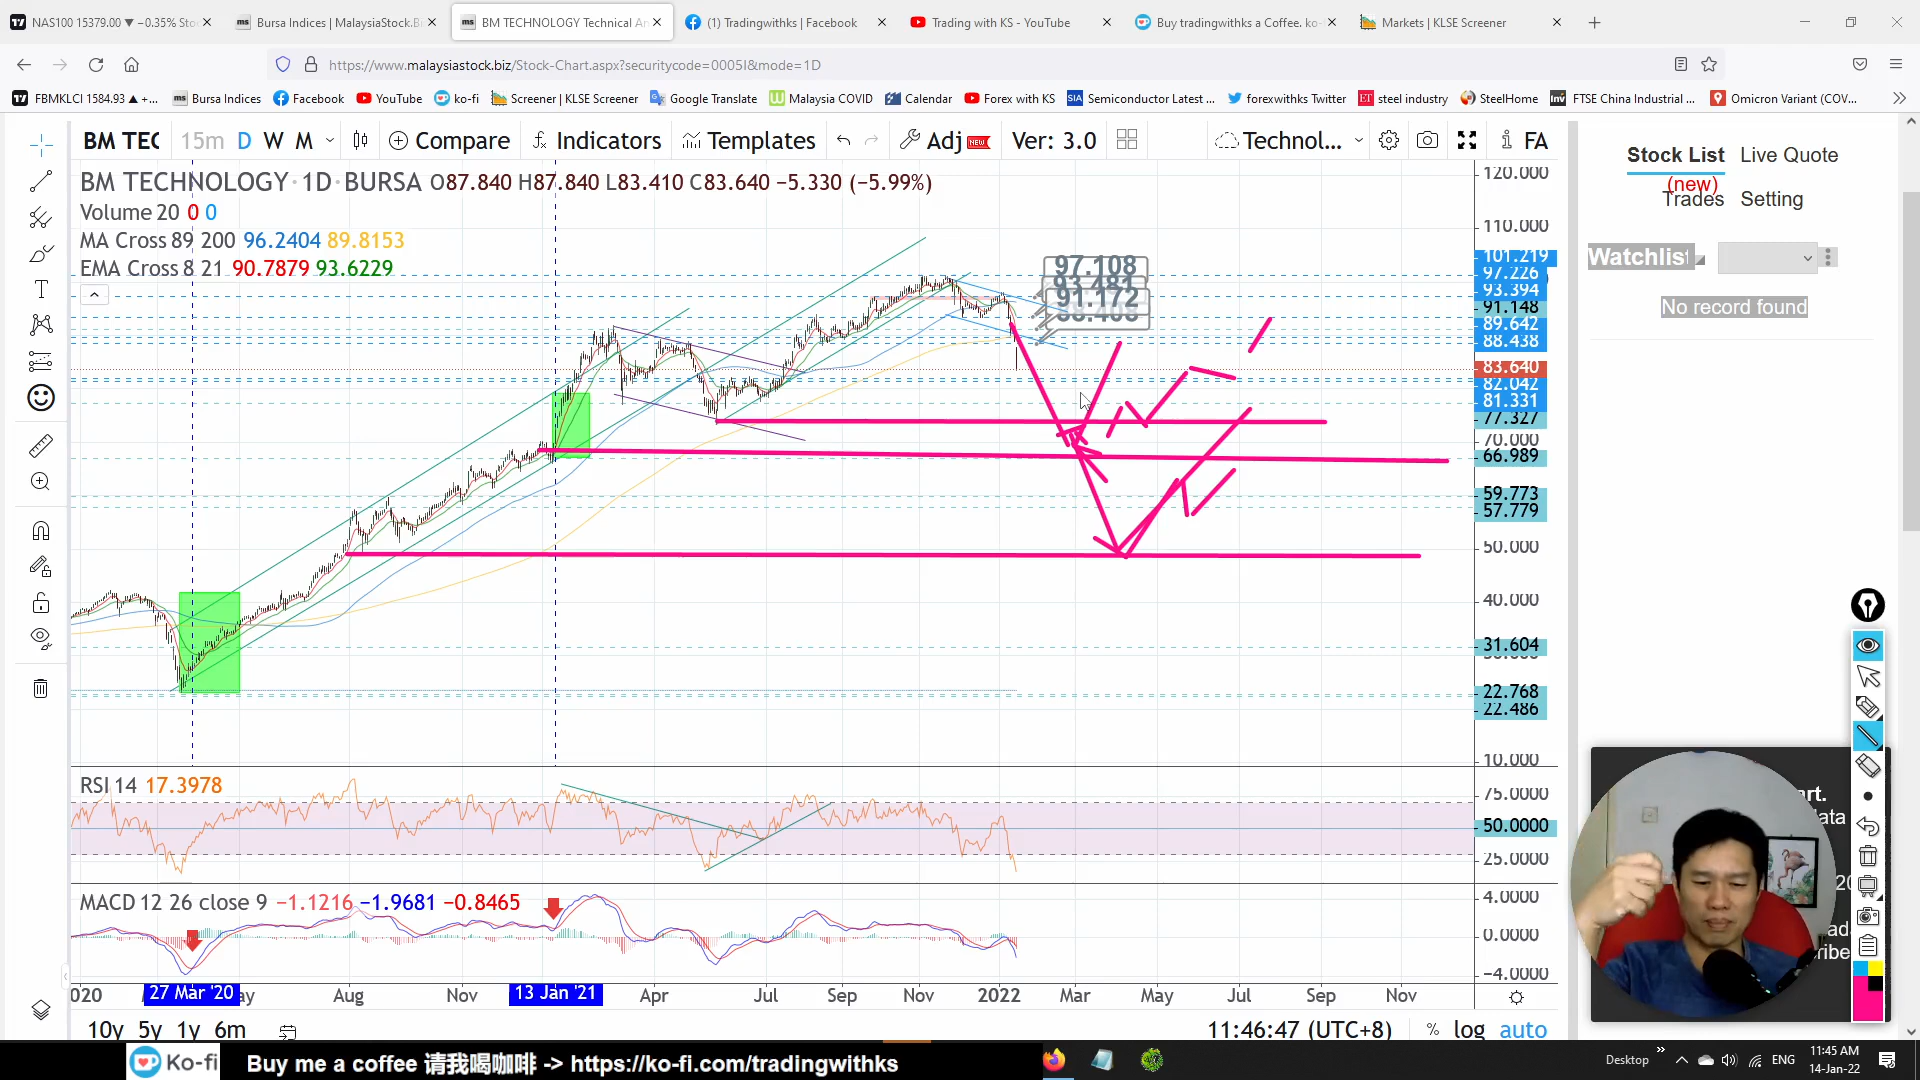 NAS100 15379.00 ▼ −0.35% Sto
Bursa Indices | MalaysiaStock.B
BM TECHNOLOGY Technical A
(1) Tradingwithks | Facebook
Trading with KS - YouTube
Buy tradingwithks a Coffee. ko-
Markets | KLSE Screener
https://www.malaysiastock.biz/Stock-Chart.aspx?securitycode=0005I&mode=1D
FBMKLCI 1584.93 ▲ +...
Bursa Indices
Facebook
YouTube
ko-fi
Screener | KLSE Screener
Google Translate
Malaysia COVID
Calendar
Forex with KS
Semiconductor Latest ...
forexwithks Twitter
steel industry
SteelHome
FTSE China Industrial ...
Omicron Variant (COV...
BM TEC
15m
D
W
M
Compare
Indicators
Templates
Adj
NEW
Ver: 3.0
Technol...
FA
BM TECHNOLOGY · 1D · BURSA O87.840 H87.840 L83.410 C83.640 −5.330 (−5.99%)
Volume 20 0 0
MA Cross 89 200 96.2404 89.8153
EMA Cross 8 21 90.7879 93.6229
97.108
93.481
91.172
120.000
110.000
101.219
97.226
93.394
91.148
89.642
88.438
83.640
82.042
81.331
77.327
70.000
66.989
59.773
57.779
50.000
40.000
31.604
22.768
22.486
10.000
RSI 14 17.3978
75.0000
50.0000
25.0000
MACD 12 26 close 9 −1.1216 −1.9681 −0.8465
4.0000
0.0000
−4.0000
2020
27 Mar '20
ay
Aug
Nov
13 Jan '21
Apr
Jul
Sep
Nov
2022
Mar
May
Jul
Sep
Nov
10y 5y 1y 6m
11:46:47 (UTC+8)
%
log
auto
Stock List
Live Quote
(new)
Trades
Setting
Watchlist
No record found
Ko-fi
Buy me a coffee 请我喝咖啡 -> https://ko-fi.com/tradingwithks
Desktop
ENG
11:45 AM
14-Jan-22